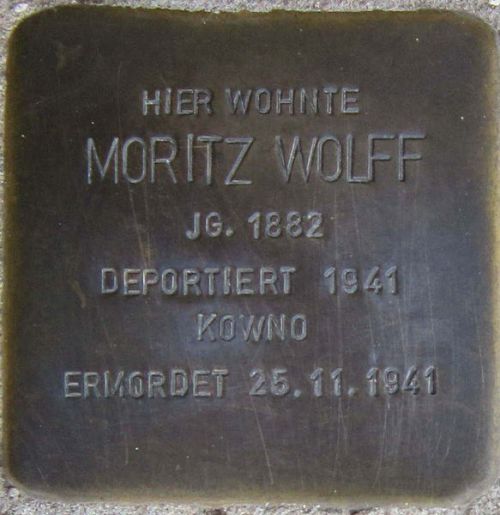 HIER WOHNTE
MORITZ WOLFF
JG. 1882
DEPORTIERT 1941
KOWNO
ERMORDET 25.11.1941